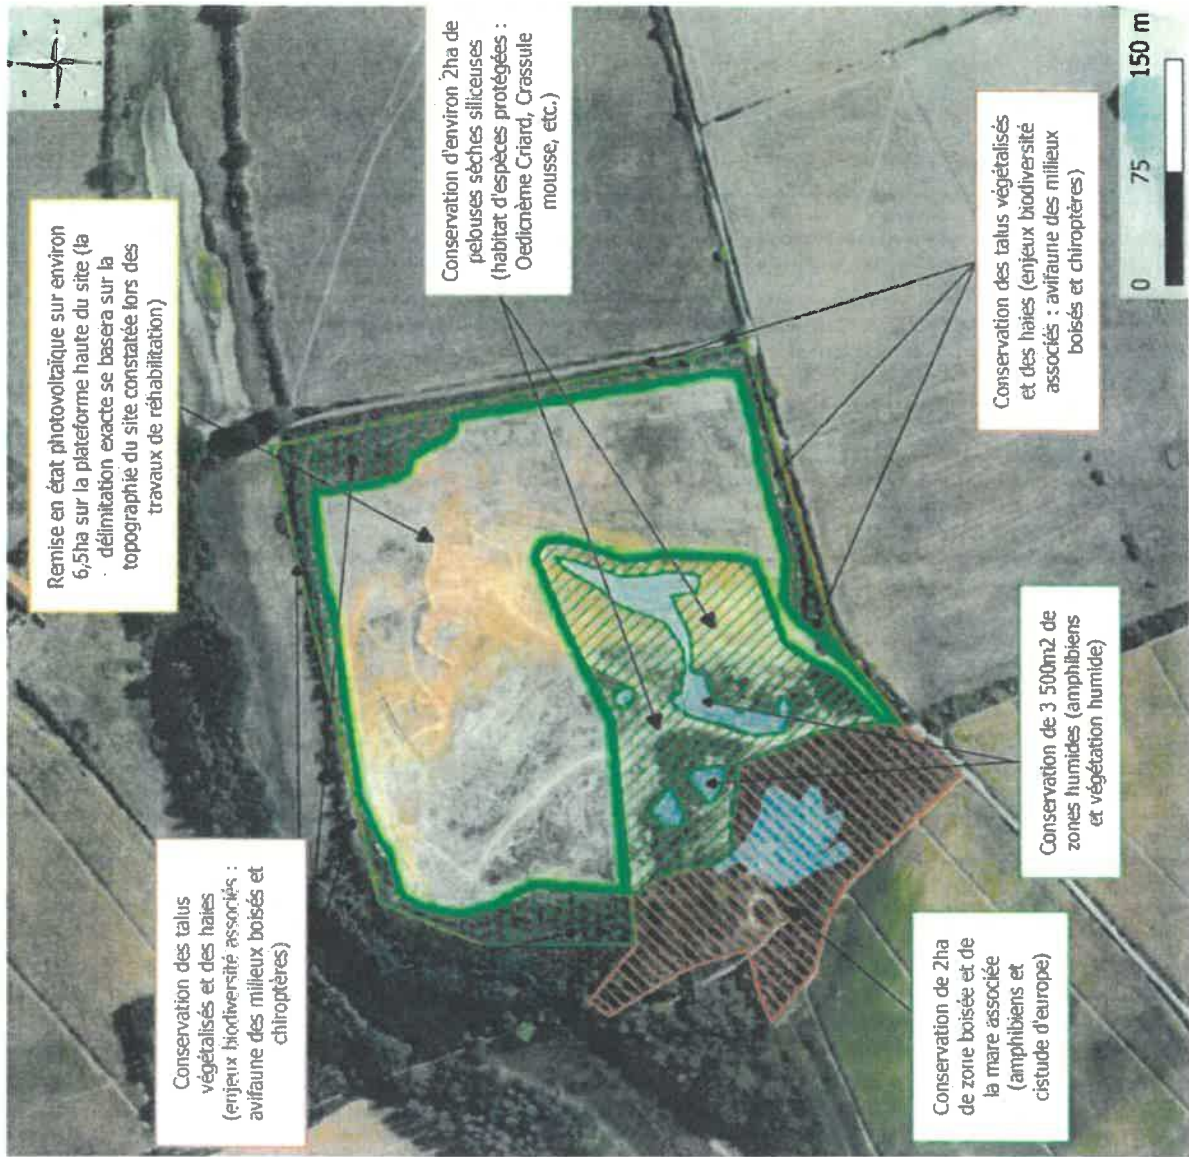 Remise en état photovoltaïque sur environ
6,5ha sur la plateforme haute du site (la
délimitation exacte se basera sur la
topographie du site constatée lors des
travaux de réhabilitation)
Conservation d'environ 2ha de
pelouses sèches siliceuses
(habitat d'espèces protégées :
Oedicnème Criard, Crassule
mousse, etc.)
Conservation des talus
végétalisés et des haies
(enjeux biodiversité associés :
avifaune des milieux boisés et
chiroptères)
Conservation des talus végétalisés
et des haies (enjeux biodiversité
associés : avifaune des milieux
boisés et chiroptères)
Conservation de 2ha
de zone boisée et de
la mare associée
(amphibiens et
cistude d'europe)
Conservation de 3 500m2 de
zones humides (amphibiens
et végétation humide)
0 75 150 m